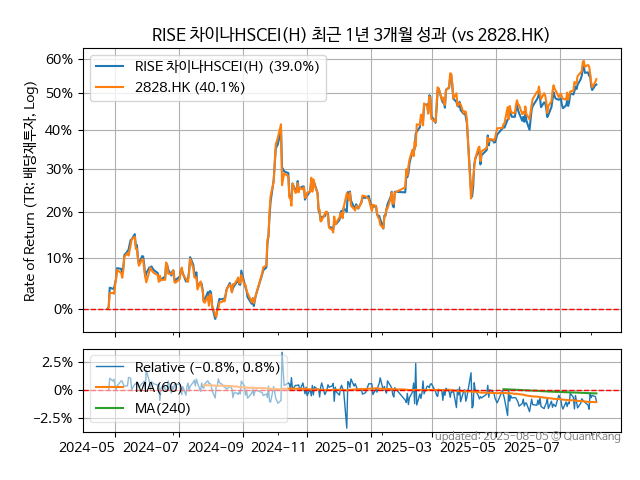 RISE 차이나HSCEI(H) 최근 1년 3개월 성과 (vs 2828.HK)
Rate of Return (TR: 배당재투자, Log)
60%
50%
40%
30%
20%
10%
0%
RISE 차이나HSCEI(H) (39.0%)
2828.HK (40.1%)
2.5%
0%
−2.5%
Relative (−0.8%, 0.8%)
MA(60)
MA(240)
2024-05 2024-07 2024-09 2024-11 2025-01 2025-03 2025-05 2025-07
updated: 2025-08-05 © QuantKang